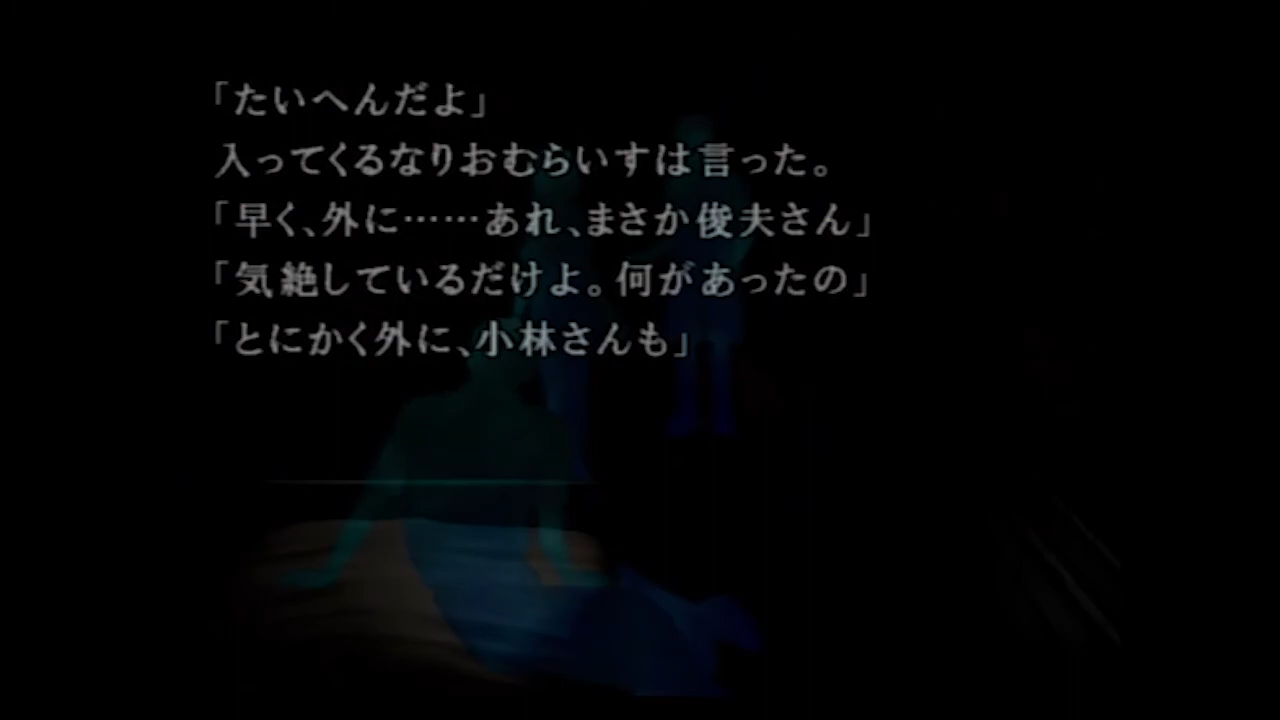 「たいへんだよ」
入ってくるなりおむらいすは言った。
「早く、外に……あれ、まさか俊夫さん」
「気絶しているだけよ。何があったの」
「とにかく外に、小林さんも」